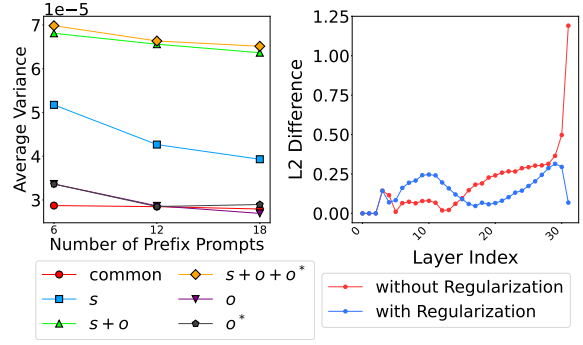 1e−5
7
6
5
4
3
Average Variance
6
12
18
Number of Prefix Prompts
common
s
s + o
s + o + o*
o
o*
1.25
1.00
0.75
0.50
0.25
0.00
L2 Difference
0
10
20
30
Layer Index
without Regularization
with Regularization